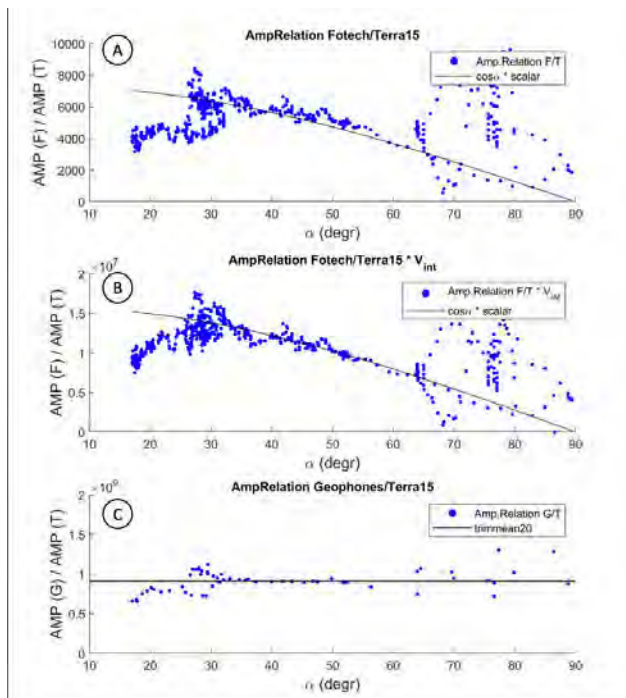 A
AmpRelation Fotech/Terra15
AMP (F) / AMP (T)
10000
8000
6000
4000
2000
0
Amp.Relation F/T
cosα * scalar
10 20 30 40 50 60 70 80 90
α (degr)
B
AmpRelation Fotech/Terra15 * V_int
×10^7
AMP (F) / AMP (T)
2
1.5
1
0.5
0
Amp.Relation F/T * V_int
cosα * scalar
10 20 30 40 50 60 70 80 90
α (degr)
C
AmpRelation Geophones/Terra15
AMP (G) / AMP (T)
2
1.5
1
0.5
0
Amp.Relation G/T
trimmean20
10 20 30 40 50 60 70 80 90
α (degr)